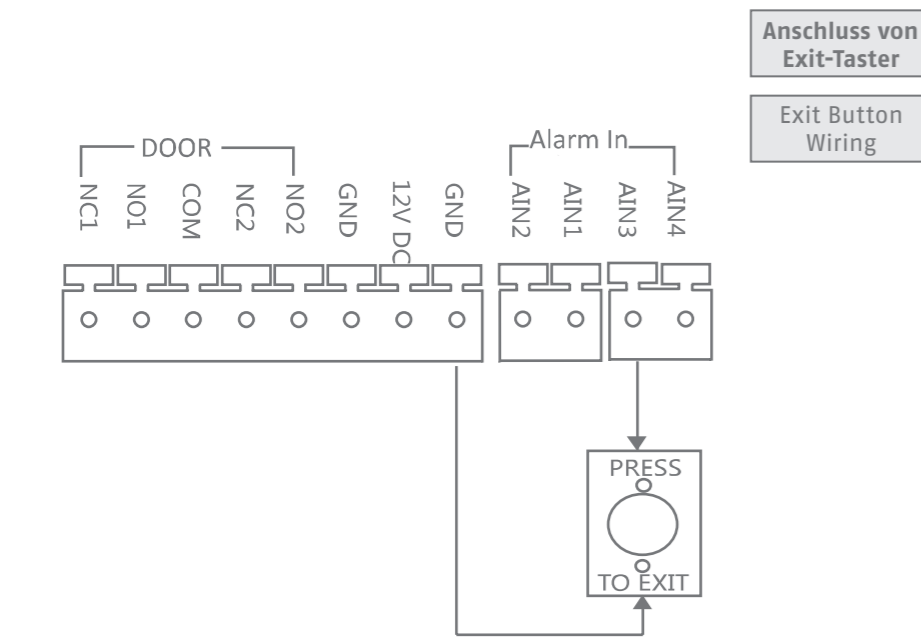 Anschluss von
Exit-Taster
Exit Button
Wiring
DOOR
Alarm In
NC1
NO1
COM
NC2
NO2
GND
12V DC
GND
AIN2
AIN1
AIN3
AIN4
PRESS
TO EXIT